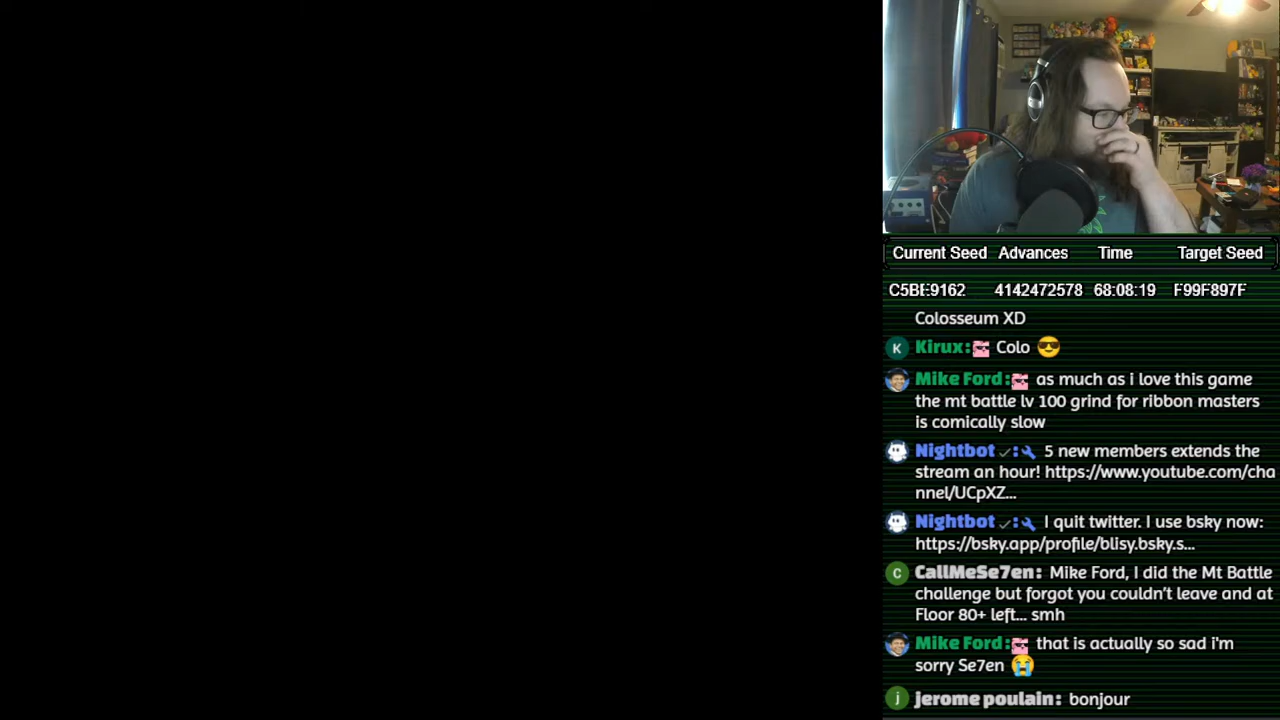 Current Seed Advances Time Target Seed
C5BE9162 4142472578 68:08:19 F99F897F
Colosseum XD
K Kirux: Colo 😎
Mike Ford: as much as i love this game
the mt battle lv 100 grind for ribbon masters
is comically slow
Nightbot ✓: 5 new members extends the
stream an hour! https://www.youtube.com/cha
nnel/UCpXZ...
Nightbot ✓: I quit twitter. I use bsky now:
https://bsky.app/profile/blisy.bsky.s...
C CallMeSe7en: Mike Ford, I did the Mt Battle
challenge but forgot you couldn't leave and at
Floor 80+ left... smh
Mike Ford: that is actually so sad i'm
sorry Se7en 😭
j jerome poulain: bonjour